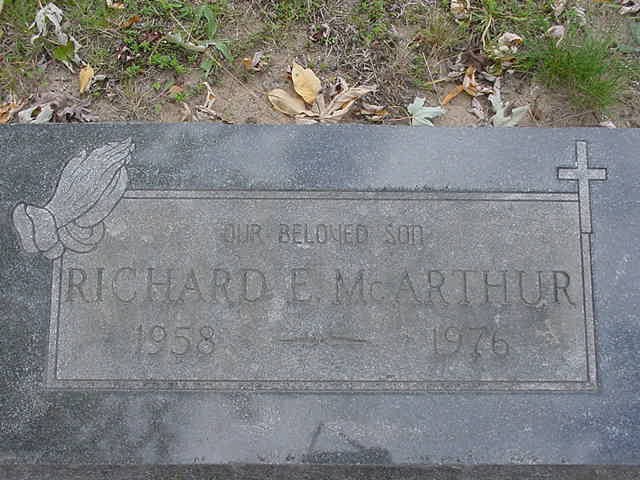 OUR BELOVED SON
RICHARD E. McARTHUR
1958 — 1976